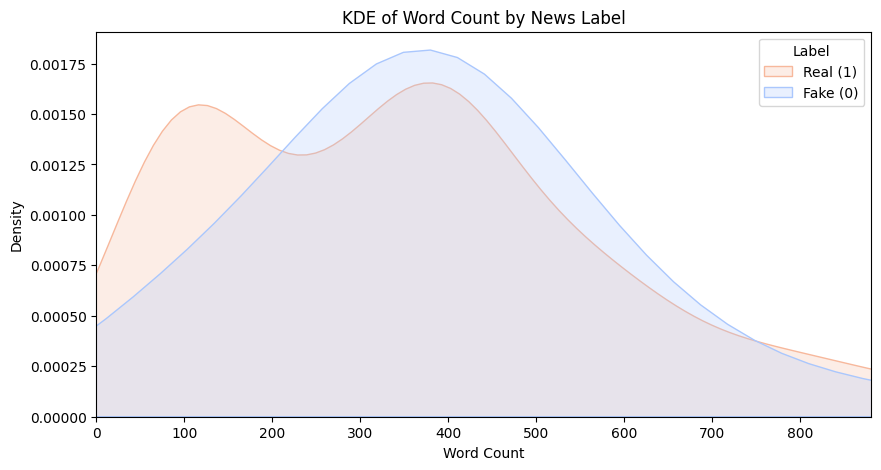 KDE of Word Count by News Label
Label
Real (1)
Fake (0)
Density
0.00175
0.00150
0.00125
0.00100
0.00075
0.00050
0.00025
0.00000
0 100 200 300 400 500 600 700 800
Word Count